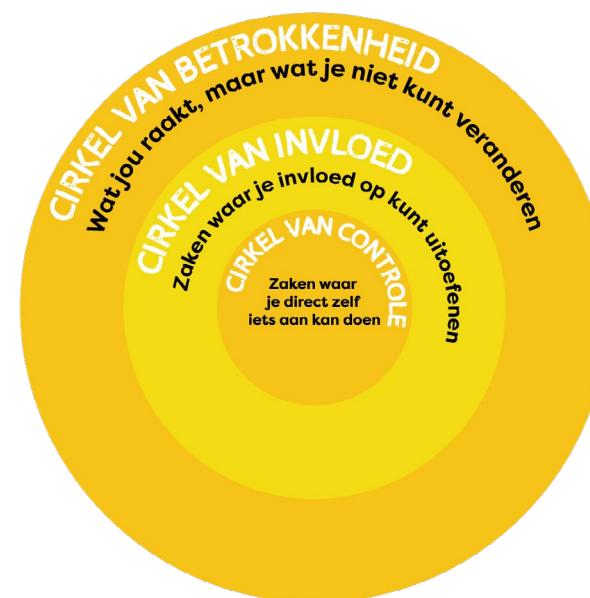 CIRKEL VAN BETROKKENHEID
Wat jou raakt, maar wat je niet kunt veranderen
CIRKEL VAN INVLOED
Zaken waar je invloed op kunt uitoefenen
CIRKEL VAN CONTROLE
Zaken waar
je direct zelf
iets aan kan doen